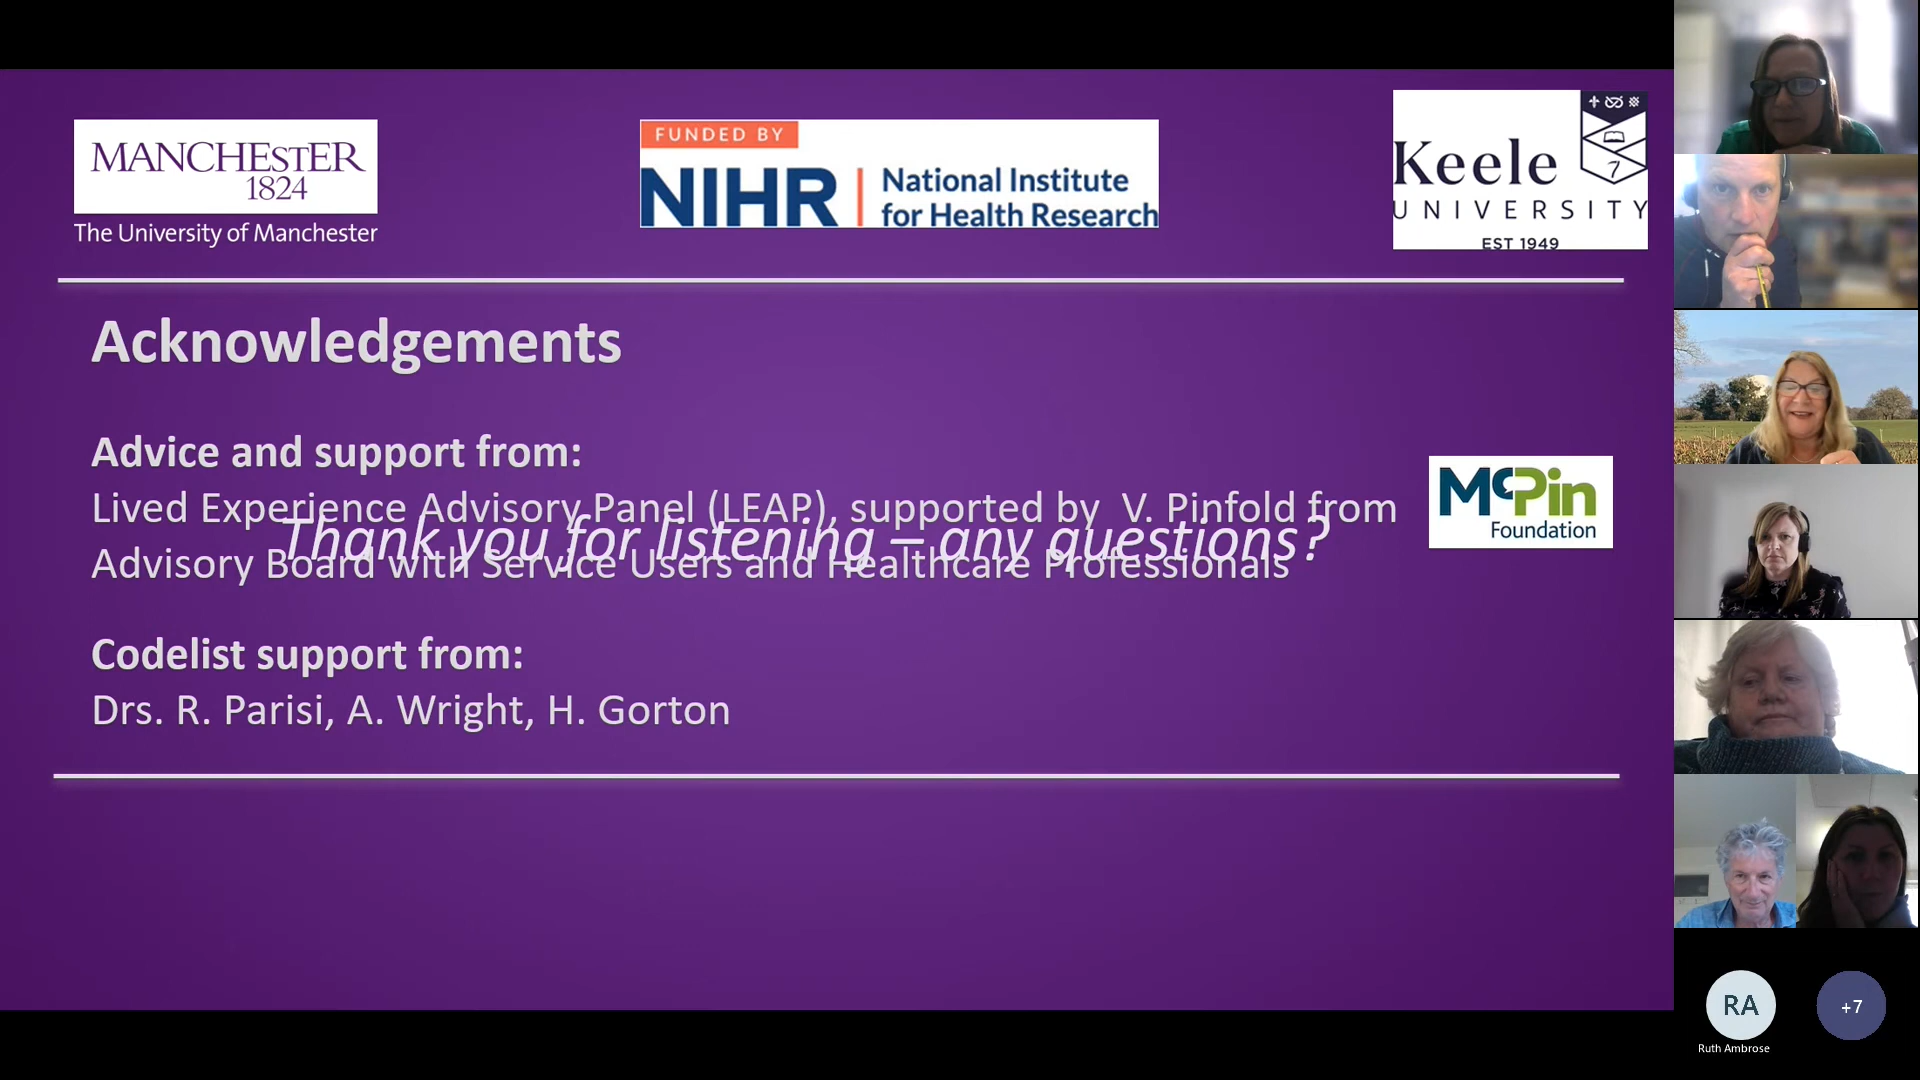 MANCHESTER
1824
The University of Manchester
FUNDED BY
NIHR | National Institute
for Health Research
Keele
UNIVERSITY
EST 1949
Acknowledgements
Advice and support from:
Lived Experience Advisory Panel (LEAP), supported by V. Pinfold from
McPin
Foundation
Thank you for listening – any questions?
Advisory Board with Service Users and Healthcare Professionals
Codelist support from:
Drs. R. Parisi, A. Wright, H. Gorton
RA
+7
Ruth Ambrose